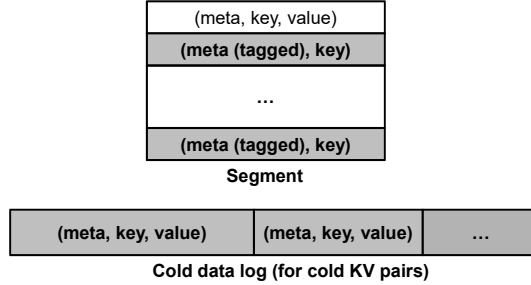 (meta, key, value)
(meta (tagged), key)
...
(meta (tagged), key)
Segment
(meta, key, value) (meta, key, value) ...
Cold data log (for cold KV pairs)